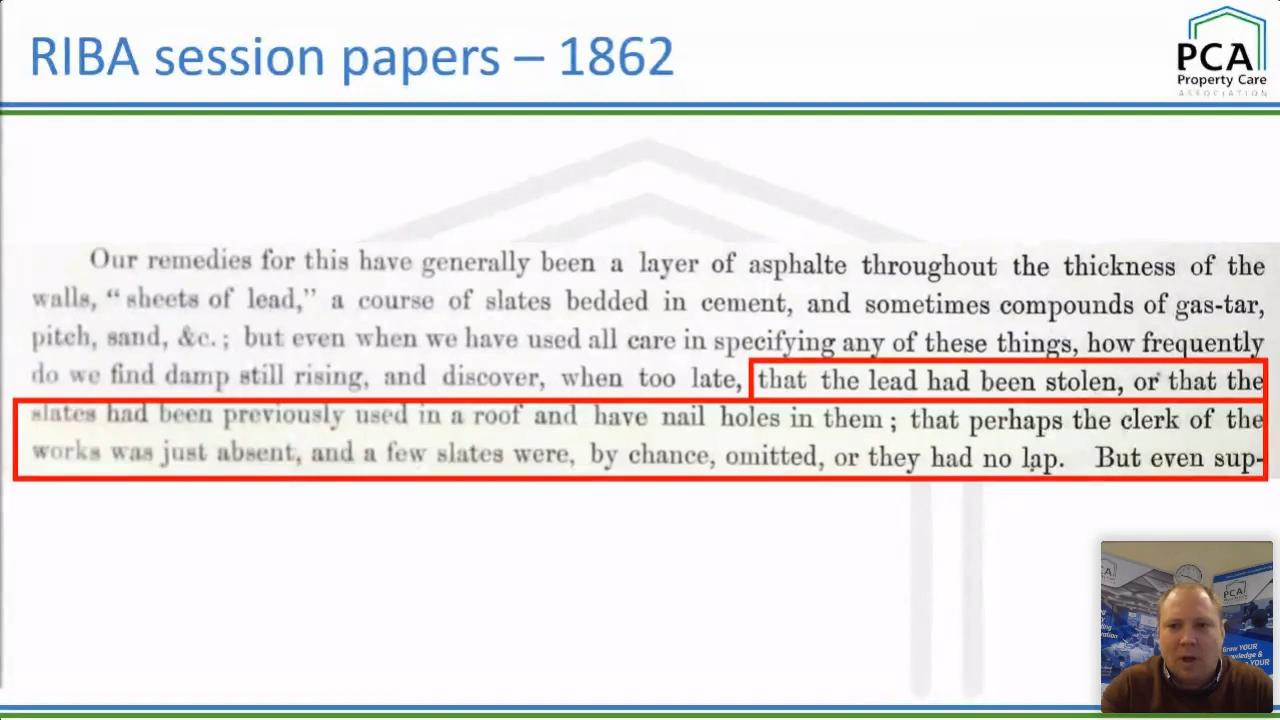 RIBA session papers – 1862
PCA
Property Care
ASSOCIATION
Our remedies for this have generally been a layer of asphalte throughout the thickness of the
walls, “sheets of lead,” a course of slates bedded in cement, and sometimes compounds of gas-tar,
pitch, sand, &c.; but even when we have used all care in specifying any of these things, how frequently
do we find damp still rising, and discover, when too late, that the lead had been stolen, or that the
slates had been previously used in a roof and have nail holes in them; that perhaps the clerk of the
works was just absent, and a few slates were, by chance, omitted, or they had no lap. But even sup-
PCA
Grow YOUR